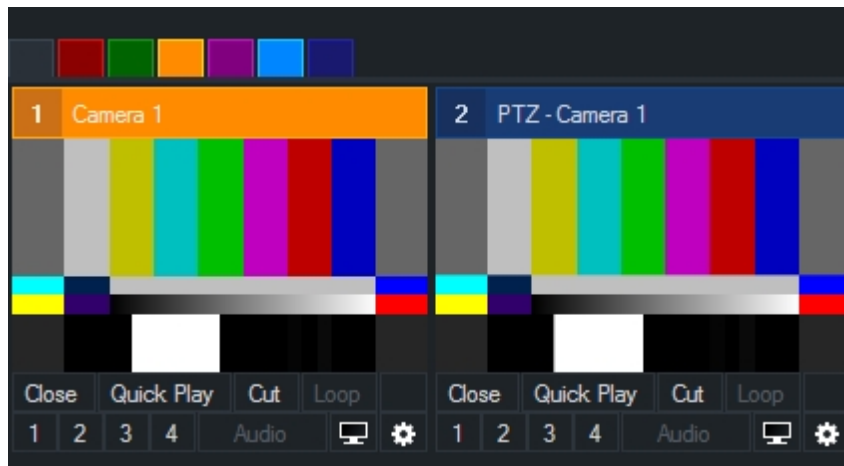 1 Camera 1 2 PTZ - Camera 1
Close Quick Play Cut Loop Close Quick Play Cut Loop
1 2 3 4 Audio 1 2 3 4 Audio